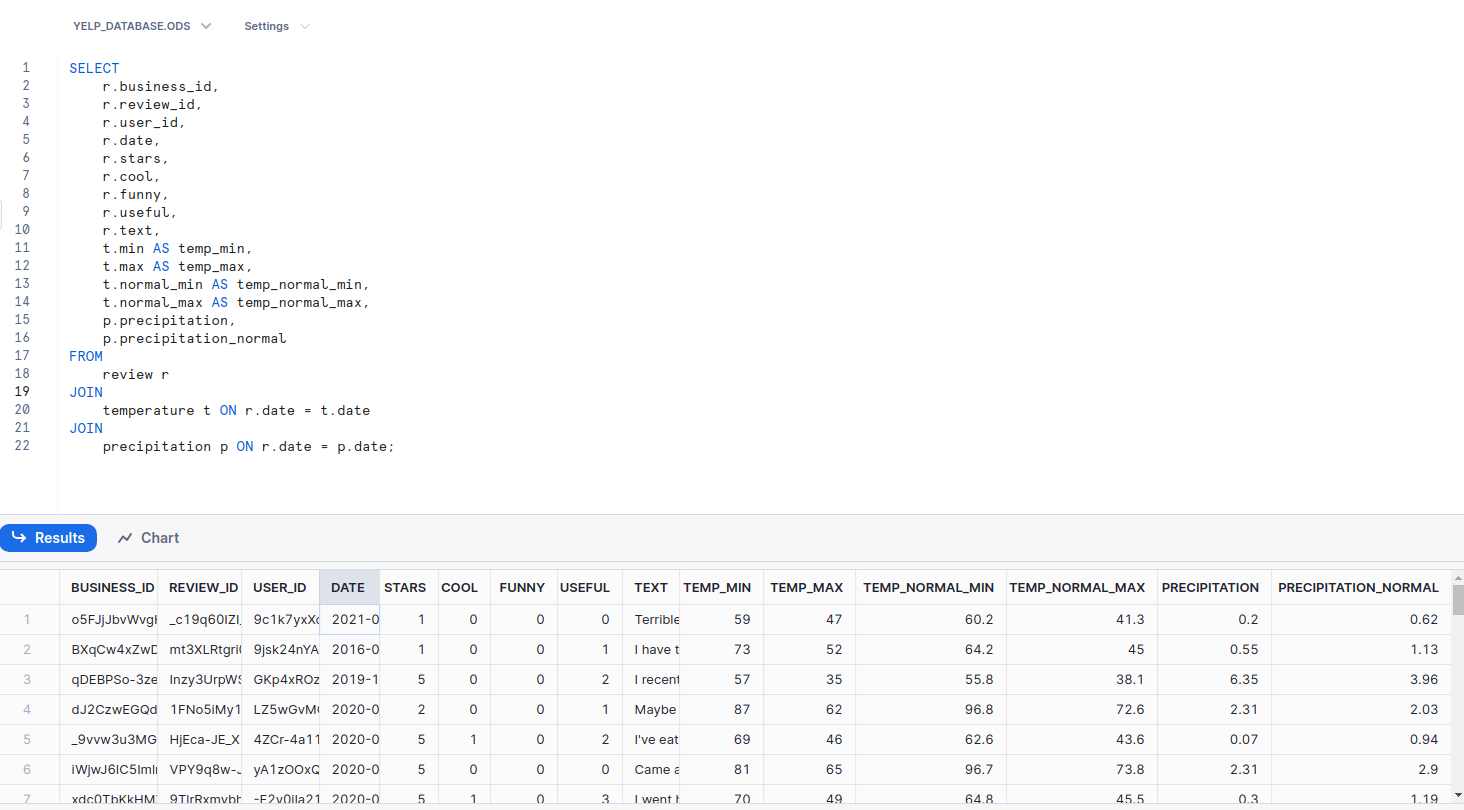 YELP_DATABASE.ODS Settings
1 SELECT
2 r.business_id,
3 r.review_id,
4 r.user_id,
5 r.date,
6 r.stars,
7 r.cool,
8 r.funny,
9 r.useful,
10 r.text,
11 t.min AS temp_min,
12 t.max AS temp_max,
13 t.normal_min AS temp_normal_min,
14 t.normal_max AS temp_normal_max,
15 p.precipitation,
16 p.precipitation_normal
17 FROM
18 review r
19 JOIN
20 temperature t ON r.date = t.date
21 JOIN
22 precipitation p ON r.date = p.date;
Results Chart
BUSINESS_ID REVIEW_ID USER_ID DATE STARS COOL FUNNY USEFUL TEXT TEMP_MIN TEMP_MAX TEMP_NORMAL_MIN TEMP_NORMAL_MAX PRECIPITATION PRECIPITATION_NORMAL
1 2021-0 1 0 0 0 Terrible 59 47 60.2 41.3 0.2 0.62
2 BXqCw4xZwD 9jsk24nYA 2016-0 1 0 0 1 I have t 73 52 64.2 45 0.55 1.13
3 qDEBPSo-3ze GKp4xROz 2019-1 5 0 0 2 I recent 57 35 55.8 38.1 6.35 3.96
4 dJ2CzwEGQd 1FNo5iMy1 2020-0 2 0 0 1 Maybe 87 62 96.8 72.6 2.31 2.03
5 _9vvw3u3MG HjEca-JE_X 4ZCr-4a11 2020-0 5 1 0 2 I've eat 69 46 62.6 43.6 0.07 0.94
6 VPY9q8w-J yA1zOOxQ 2020-0 5 0 0 0 Came a 81 65 96.7 73.8 2.31 2.9
7 2020-0 5 1 0 3 I went h 70 49 64.8 45.5 0.3 1.19